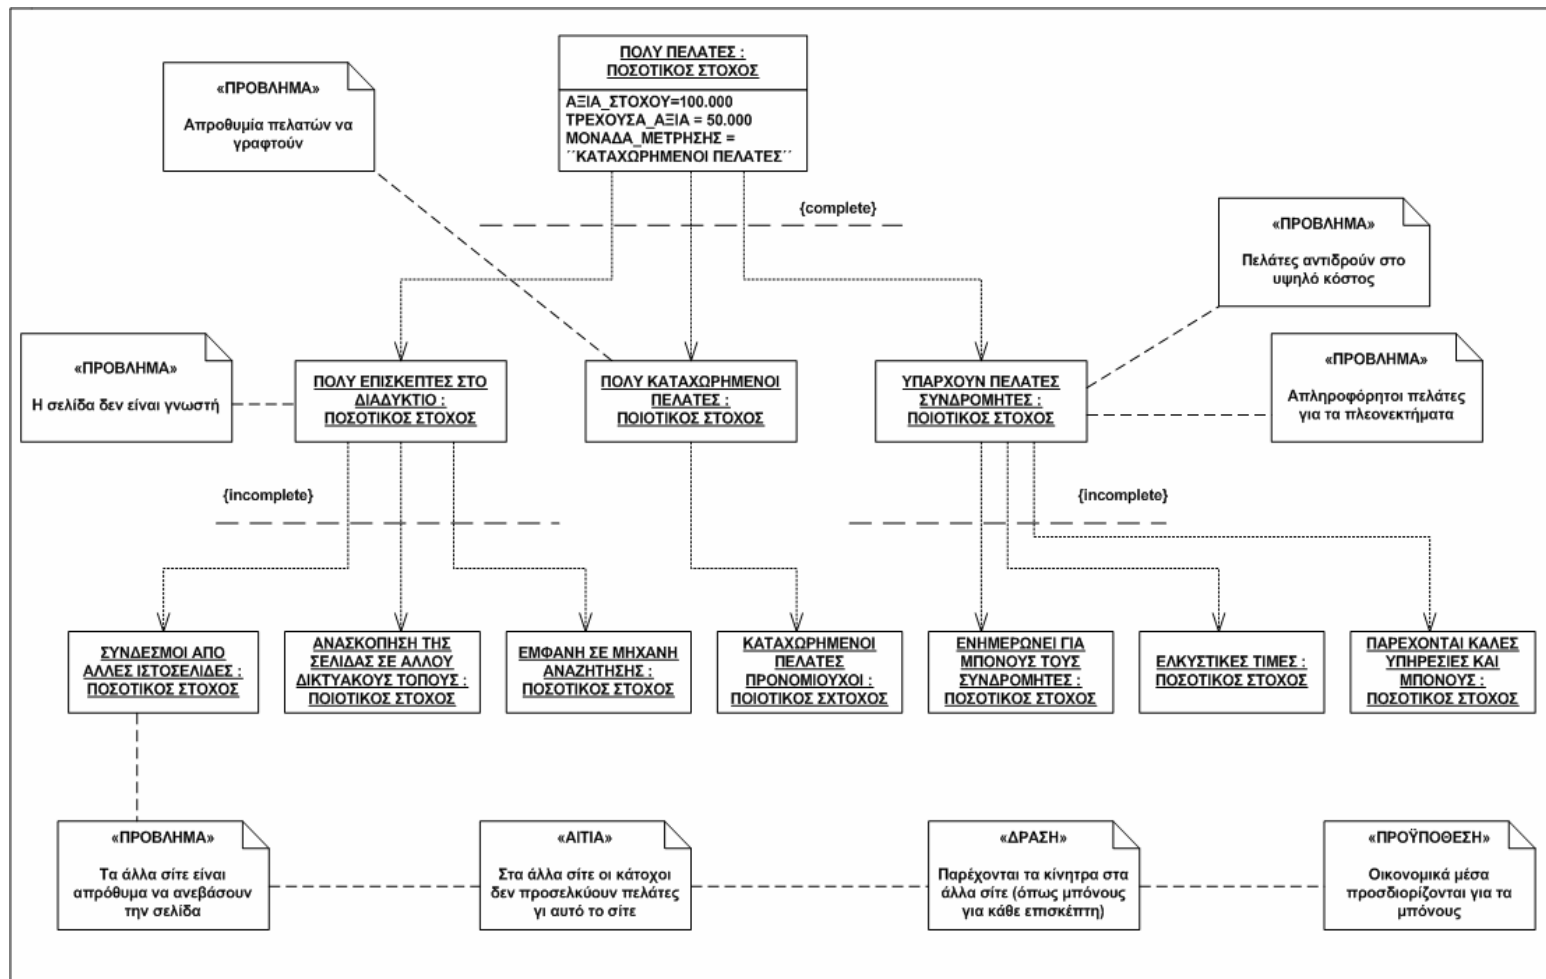 ΠΟΛΥ ΠΕΛΑΤΕΣ :
ΠΟΣΟΤΙΚΟΣ ΣΤΟΧΟΣ
ΑΞΙΑ_ΣΤΟΧΟΥ=100.000
ΤΡΕΧΟΥΣΑ_ΑΞΙΑ = 50.000
ΜΟΝΑΔΑ_ΜΕΤΡΗΣΗΣ =
΄΄ΚΑΤΑΧΩΡΗΜΕΝΟΙ ΠΕΛΑΤΕΣ΄΄
«ΠΡΟΒΛΗΜΑ»
Απροθυμία πελατών να
γραφτούν
{complete}
«ΠΡΟΒΛΗΜΑ»
Πελάτες αντιδρούν στο
υψηλό κόστος
«ΠΡΟΒΛΗΜΑ»
Η σελίδα δεν είναι γνωστή
ΠΟΛΥ ΕΠΙΣΚΕΠΤΕΣ ΣΤΟ
ΔΙΑΔΥΚΤΙΟ :
ΠΟΣΟΤΙΚΟΣ ΣΤΟΧΟΣ
ΠΟΛΥ ΚΑΤΑΧΩΡΗΜΕΝΟΙ
ΠΕΛΑΤΕΣ :
ΠΟΙΟΤΙΚΟΣ ΣΤΟΧΟΣ
ΥΠΑΡΧΟΥΝ ΠΕΛΑΤΕΣ
ΣΥΝΔΡΟΜΗΤΕΣ :
ΠΟΙΟΤΙΚΟΣ ΣΤΟΧΟΣ
«ΠΡΟΒΛΗΜΑ»
Απληροφόρητοι πελάτες
για τα πλεονεκτήματα
{incomplete}
{incomplete}
ΣΥΝΔΕΣΜΟΙ ΑΠΟ
ΑΛΛΕΣ ΙΣΤΟΣΕΛΙΔΕΣ :
ΠΟΣΟΤΙΚΟΣ ΣΤΟΧΟΣ
ΑΝΑΣΚΟΠΗΣΗ ΤΗΣ
ΣΕΛΙΔΑΣ ΣΕ ΑΛΛΟΥ
ΔΙΚΤΥΑΚΟΥΣ ΤΟΠΟΥΣ :
ΠΟΙΟΤΙΚΟΣ ΣΤΟΧΟΣ
ΕΜΦΑΝΗ ΣΕ ΜΗΧΑΝΗ
ΑΝΑΖΗΤΗΣΗΣ :
ΠΟΣΟΤΙΚΟΣ ΣΤΟΧΟΣ
ΚΑΤΑΧΩΡΗΜΕΝΟΙ
ΠΕΛΑΤΕΣ
ΠΡΟΝΟΜΙΟΥΧΟΙ :
ΠΟΙΟΤΙΚΟΣ ΣΧΤΟΧΟΣ
ΕΝΗΜΕΡΩΝΕΙ ΓΙΑ
ΜΠΟΝΟΥΣ ΤΟΥΣ
ΣΥΝΔΡΟΜΗΤΕΣ :
ΠΟΣΟΤΙΚΟΣ ΣΤΟΧΟΣ
ΕΛΚΥΣΤΙΚΕΣ ΤΙΜΕΣ :
ΠΟΣΟΤΙΚΟΣ ΣΤΟΧΟΣ
ΠΑΡΕΧΟΝΤΑΙ ΚΑΛΕΣ
ΥΠΗΡΕΣΙΕΣ ΚΑΙ
ΜΠΟΝΟΥΣ :
ΠΟΣΟΤΙΚΟΣ ΣΤΟΧΟΣ
«ΠΡΟΒΛΗΜΑ»
Τα άλλα σίτε είναι
απρόθυμα να ανεβάσουν
την σελίδα
«ΑΙΤΙΑ»
Στα άλλα σίτε οι κάτοχοι
δεν προσελκύουν πελάτες
γι αυτό το σίτε
«ΔΡΑΣΗ»
Παρέχονται τα κίνητρα στα
άλλα σίτε (όπως μπόνους
για κάθε επισκέπτη)
«ΠΡΟΫΠΟΘΕΣΗ»
Οικονομικά μέσα
προσδιορίζονται για τα
μπόνους